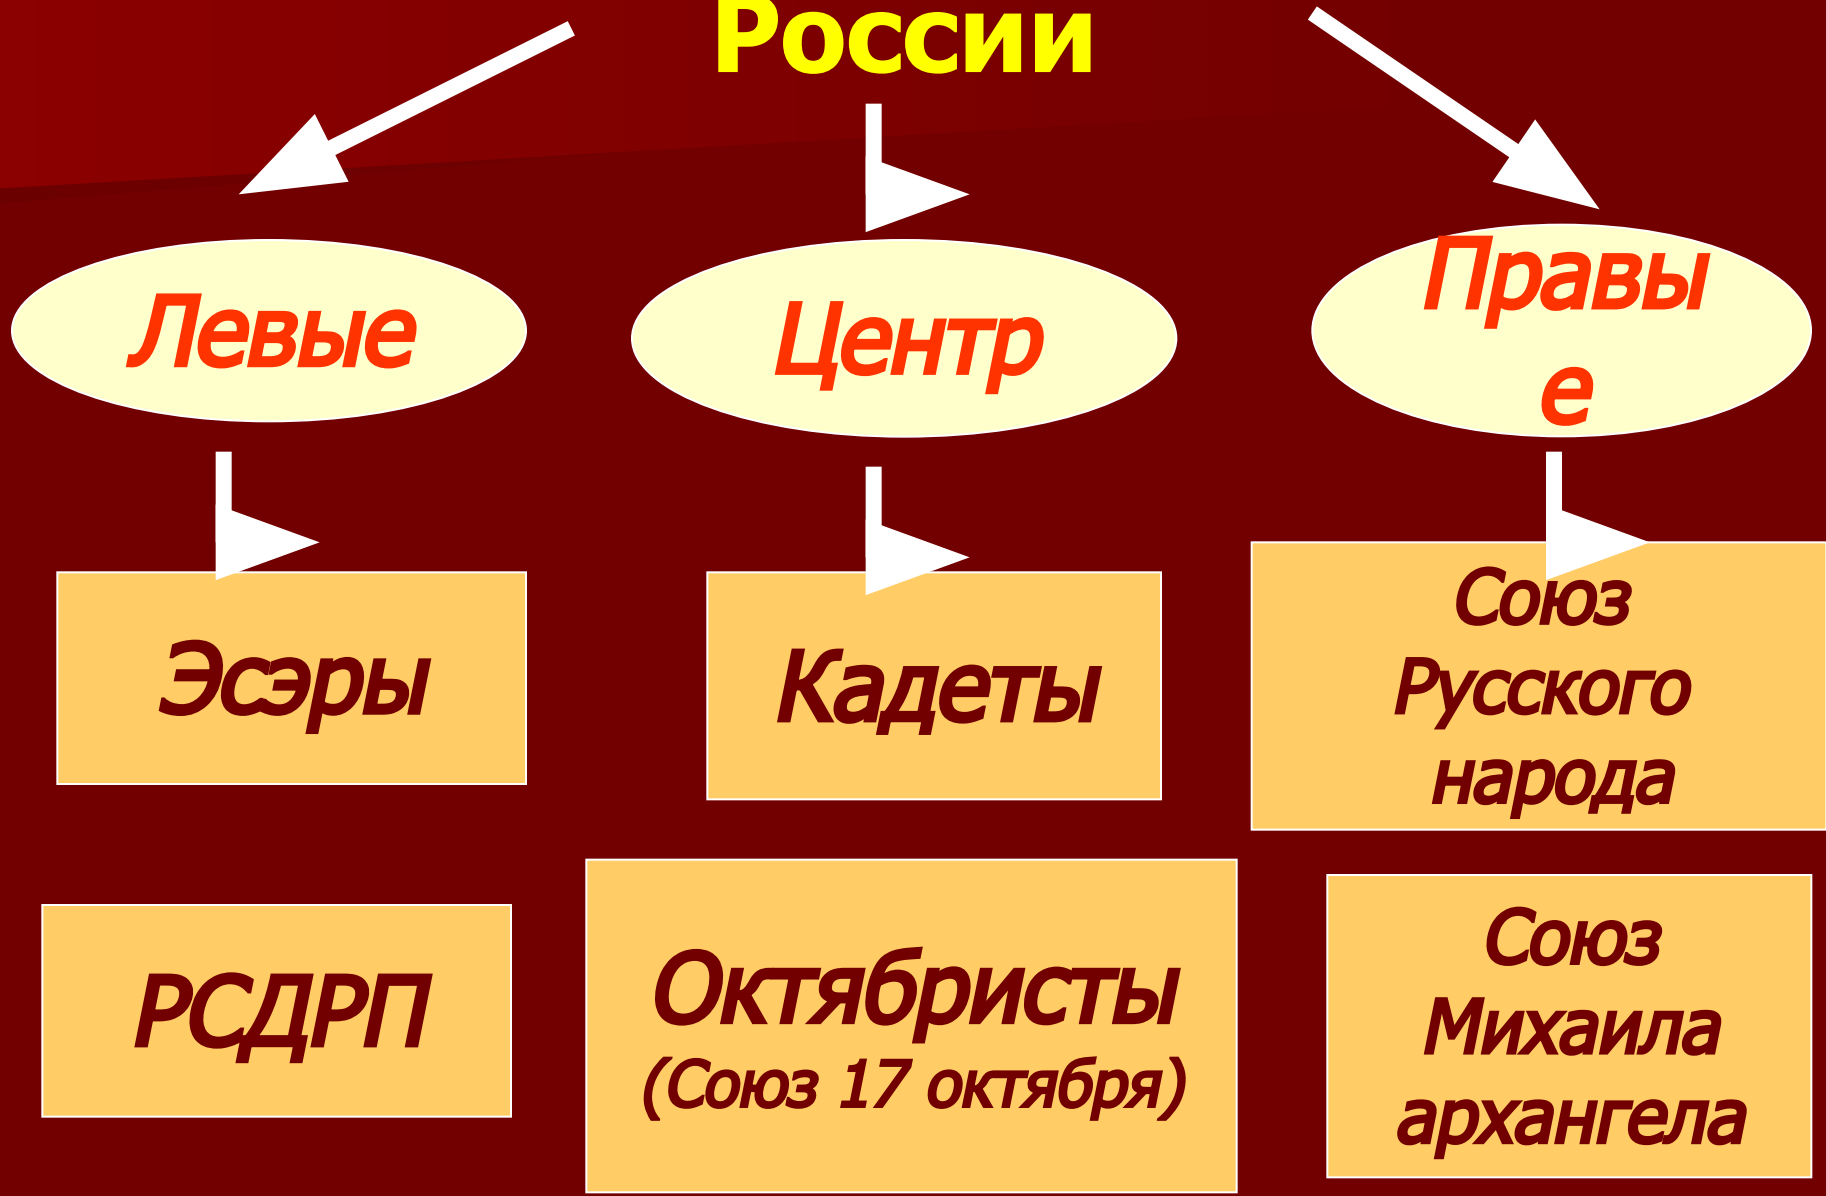 России
Левые
Центр
Правы
е
Эсэры
Кадеты
Союз
Русского
народа
РСДРП
Октябристы
(Союз 17 октября)
Союз
Михаила
архангела